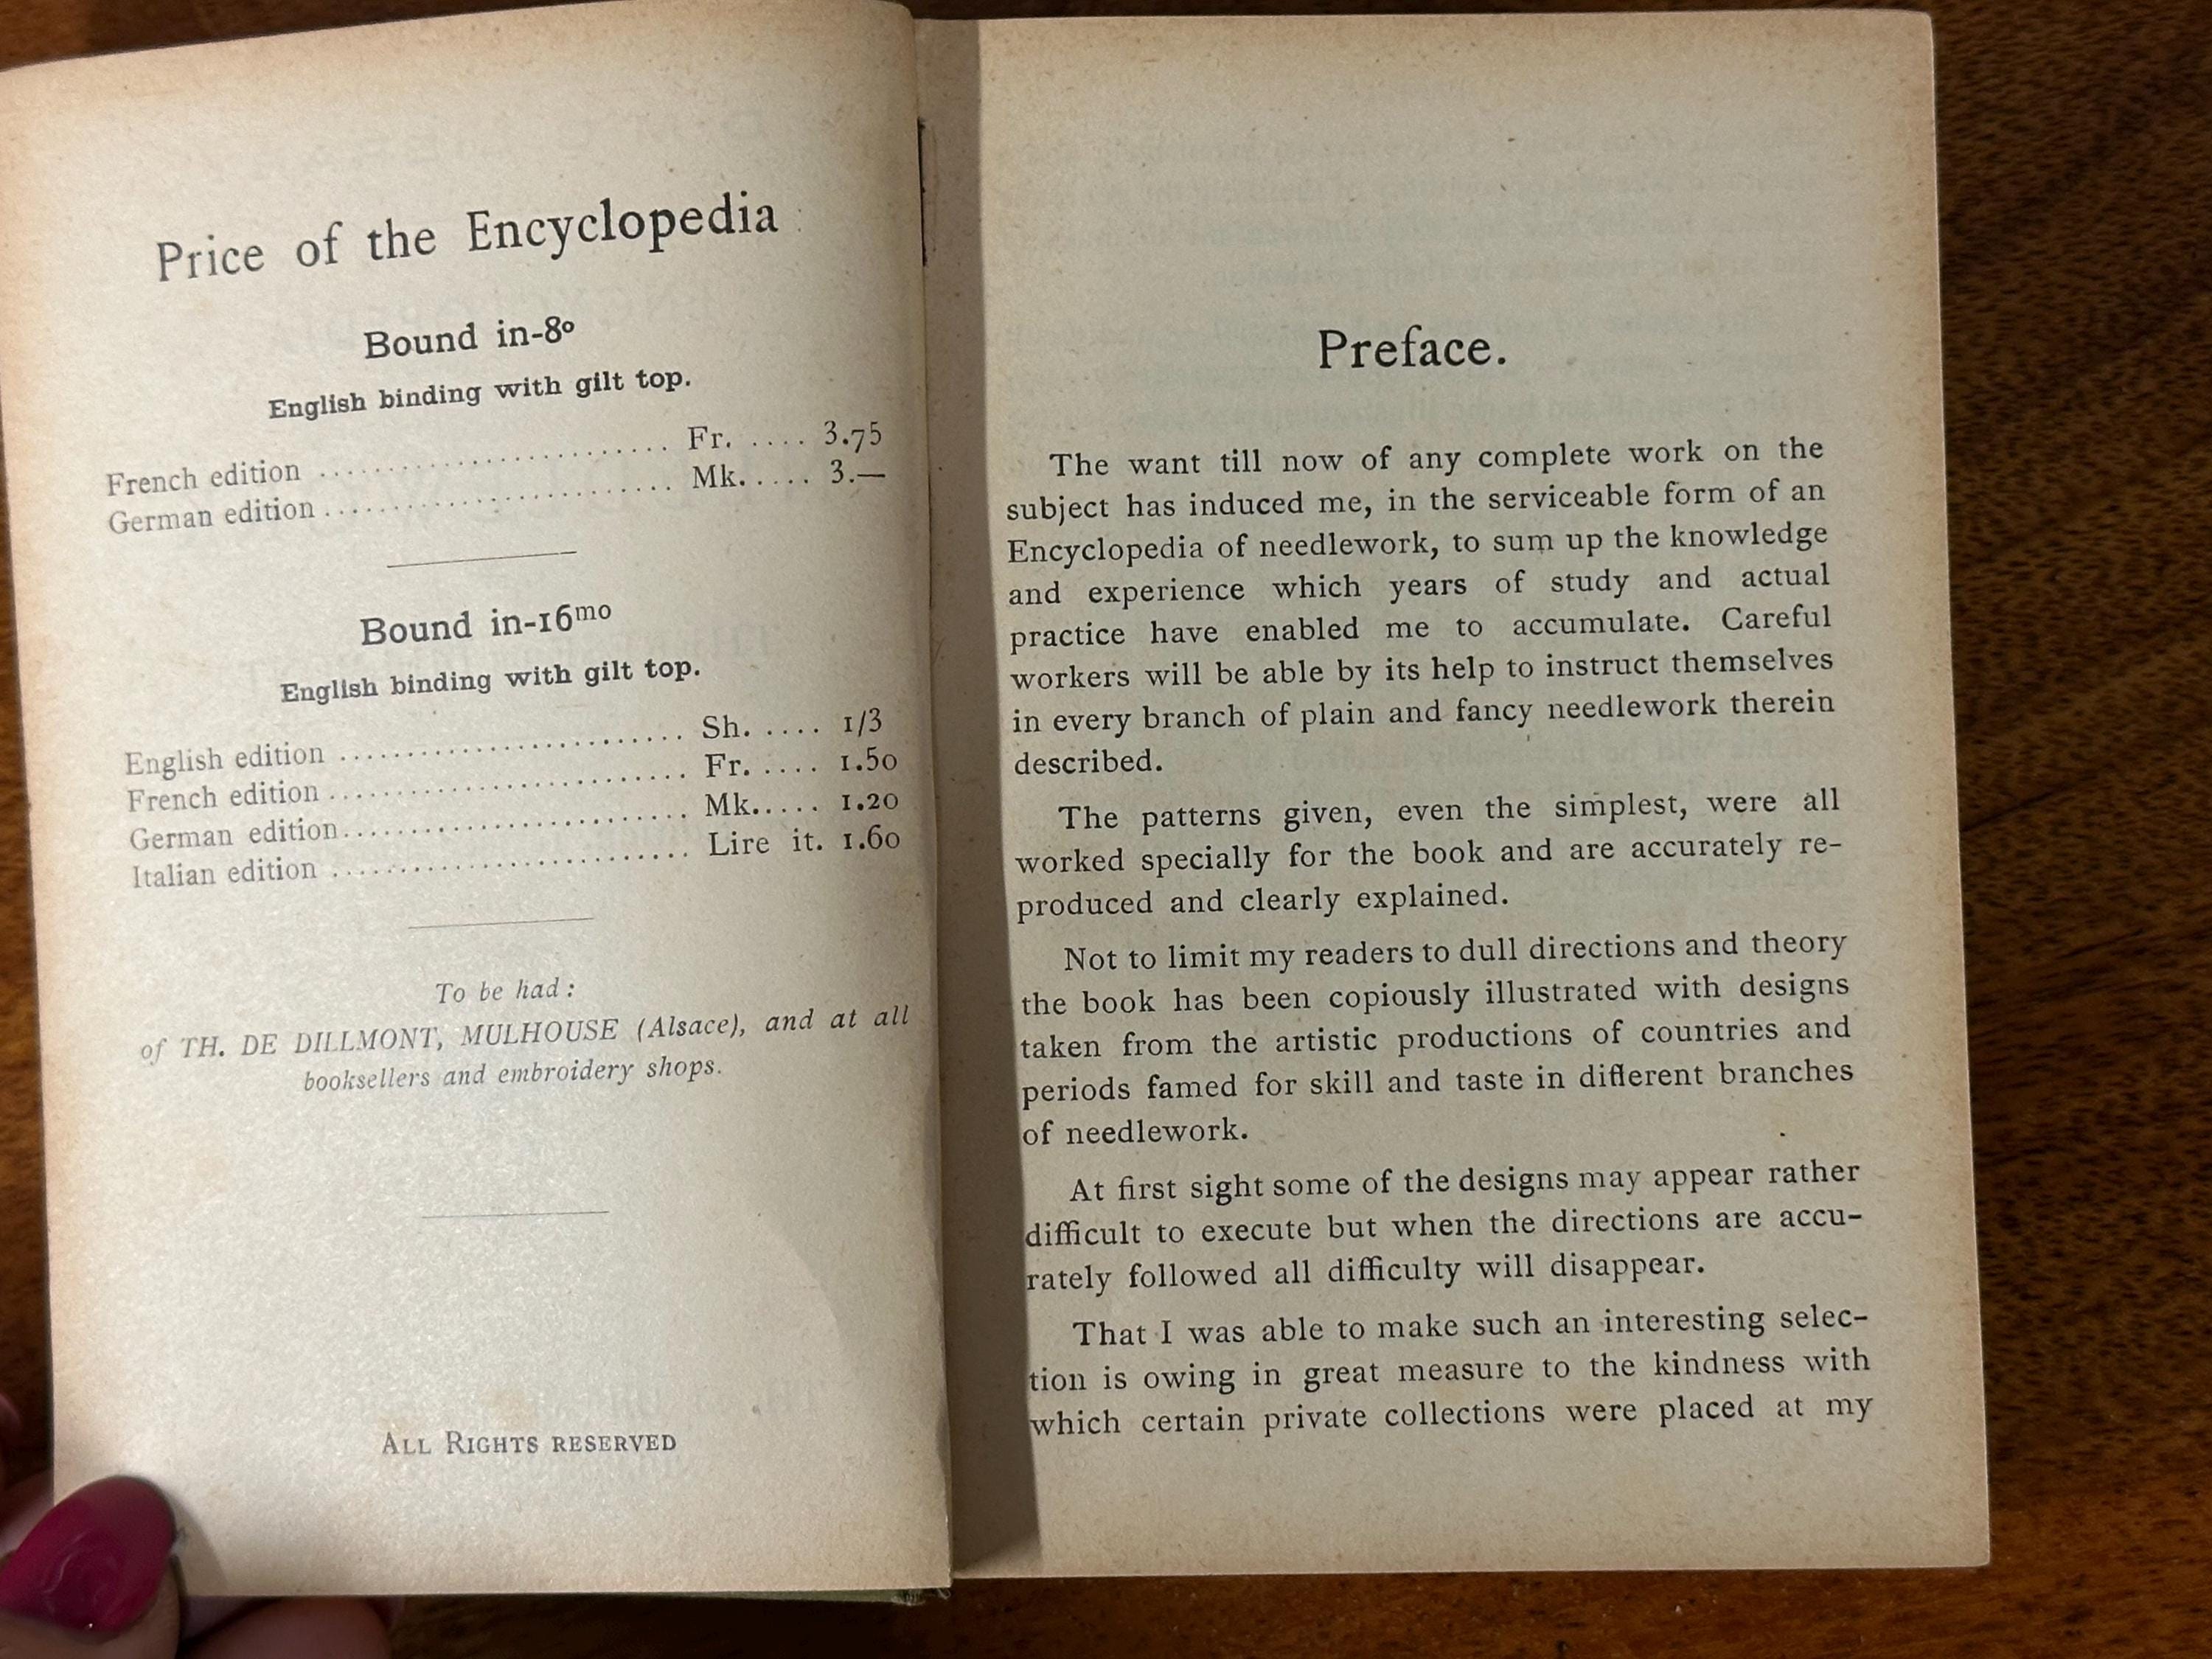 Price of the Encyclopedia
Bound in-8º
English binding with gilt top.
French edition ........................ Fr. .... 3.75
German edition ........................ Mk. .... 3.—
Bound in-16mo
English binding with gilt top.
English edition ........................ Sh. .... 1/3
French edition ........................ Fr. .... 1.50
German edition ........................ Mk. .... 1.20
Italian edition ........................ Lire it. 1.60
To be had:
of TH. DE DILLMONT, MULHOUSE (Alsace), and at all
booksellers and embroidery shops.
ALL RIGHTS RESERVED
Preface.
The want till now of any complete work on the
subject has induced me, in the serviceable form of an
Encyclopedia of needlework, to sum up the knowledge
and experience which years of study and actual
practice have enabled me to accumulate. Careful
workers will be able by its help to instruct themselves
in every branch of plain and fancy needlework therein
described.
The patterns given, even the simplest, were all
worked specially for the book and are accurately re-
produced and clearly explained.
Not to limit my readers to dull directions and theory
the book has been copiously illustrated with designs
taken from the artistic productions of countries and
periods famed for skill and taste in different branches
of needlework.
At first sight some of the designs may appear rather
difficult to execute but when the directions are accu-
rately followed all difficulty will disappear.
That I was able to make such an interesting selec-
tion is owing in great measure to the kindness with
which certain private collections were placed at my